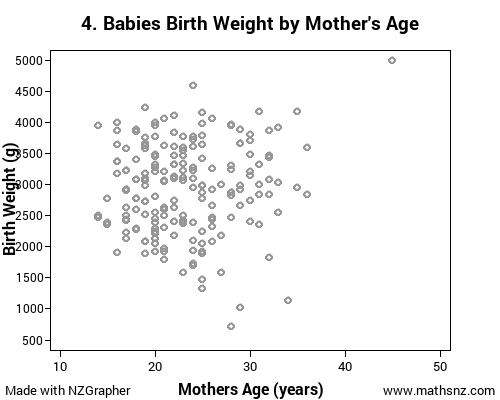 4. Babies Birth Weight by Mother's Age
Birth Weight (g)
5000
4500
4000
3500
3000
2500
2000
1500
1000
500
10 20 30 40 50
Made with NZGrapher Mothers Age (years) www.mathsnz.com